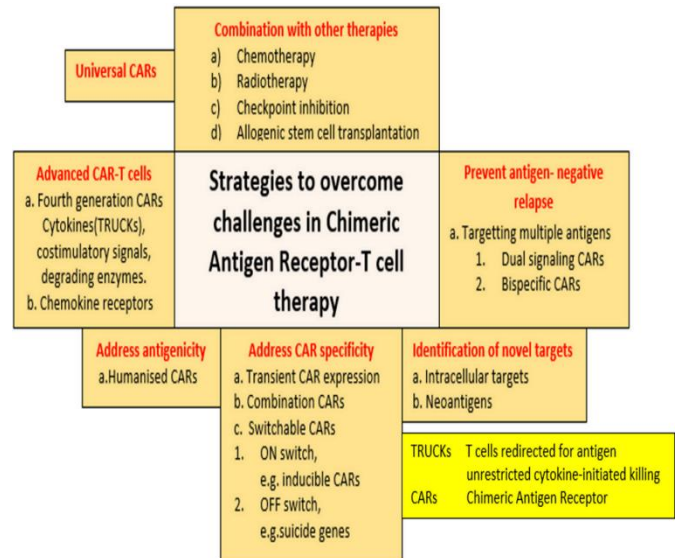 Combination with other therapies
a) Chemotherapy
b) Radiotherapy
c) Checkpoint inhibition
d) Allogenic stem cell transplantation
Universal CARs
Advanced CAR-T cells
a. Fourth generation CARs
Cytokines(TRUCKs),
costimulatory signals,
degrading enzymes.
b. Chemokine receptors
Strategies to overcome
challenges in Chimeric
Antigen Receptor-T cell
therapy
Prevent antigen- negative
relapse
a. Targetting multiple antigens
1. Dual signaling CARs
2. Bispecific CARs
Address antigenicity
a.Humanised CARs
Address CAR specificity
a. Transient CAR expression
b. Combination CARs
c. Switchable CARs
1. ON switch,
e.g. inducible CARs
2. OFF switch,
e.g.suicide genes
Identification of novel targets
a. Intracellular targets
b. Neoantigens
TRUCKs T cells redirected for antigen
unrestricted cytokine-initiated killing
CARs Chimeric Antigen Receptor